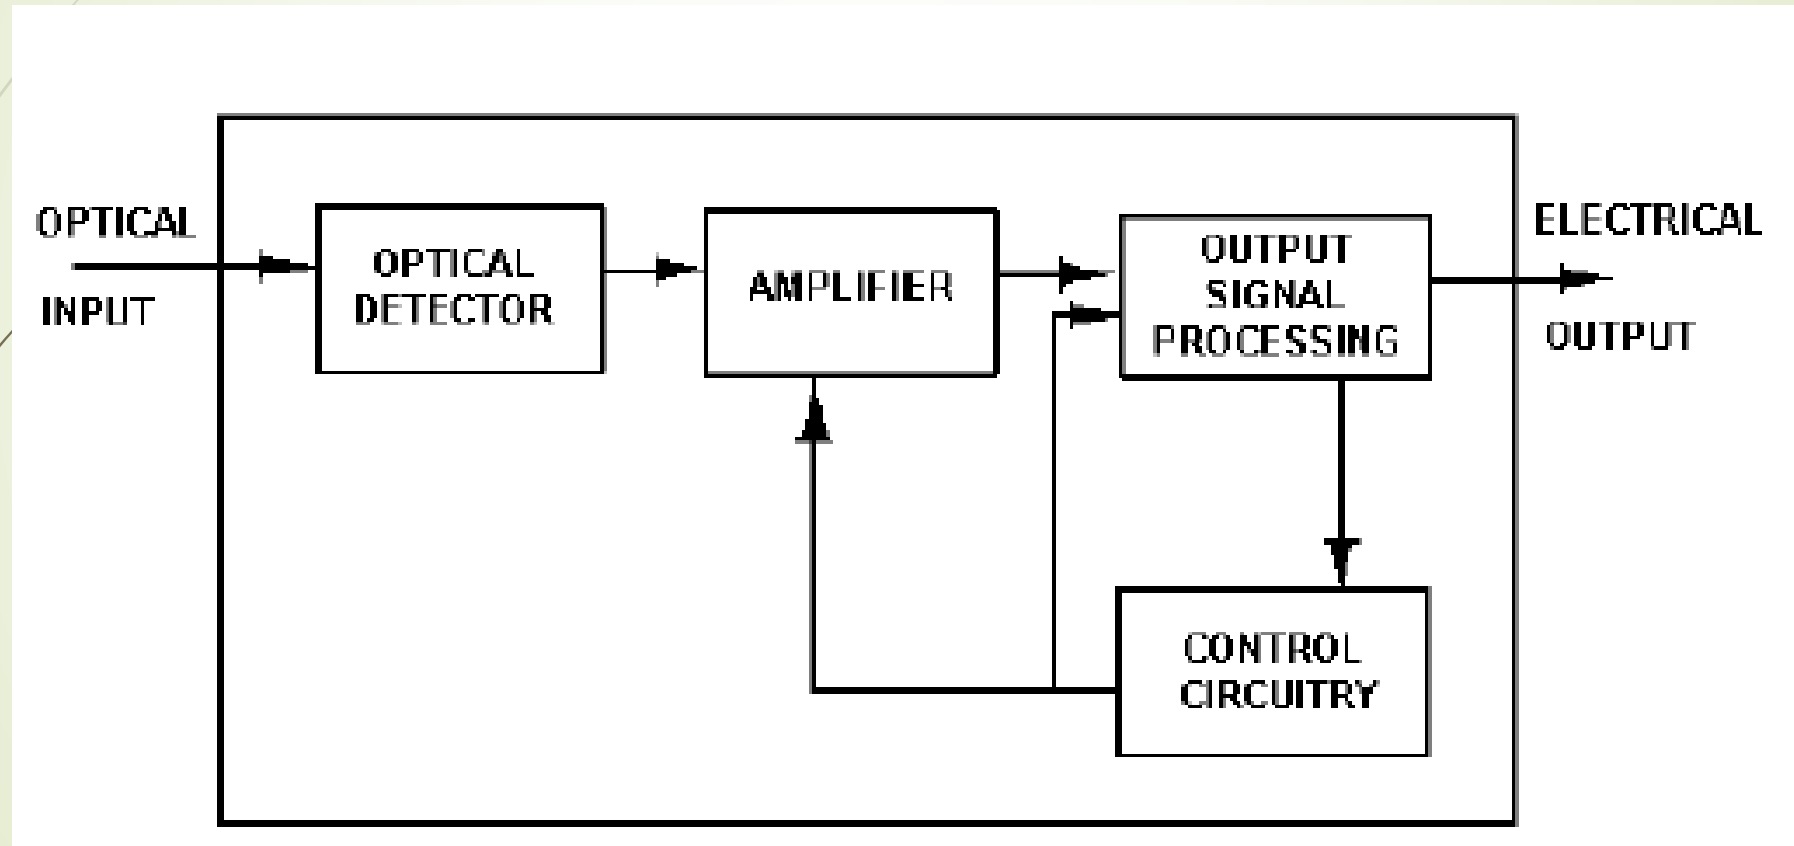 OPTICAL
INPUT
OPTICAL
DETECTOR
AMPLIFIER
OUTPUT
SIGNAL
PROCESSING
ELECTRICAL
OUTPUT
CONTROL
CIRCUITRY